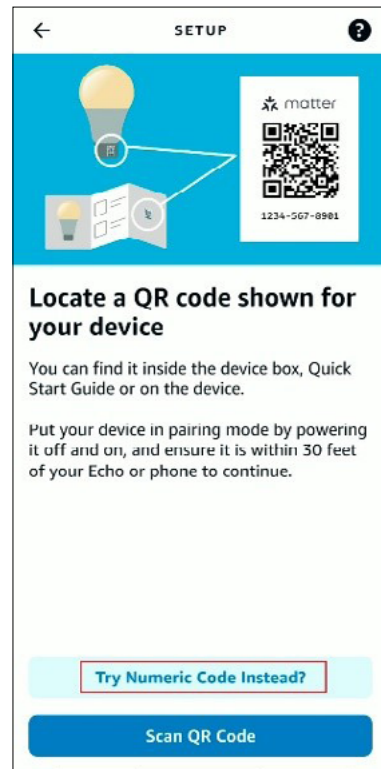 SETUP
matter
1234-567-8901
Locate a QR code shown for
your device
You can find it inside the device box, Quick
Start Guide or on the device.
Put your device in pairing mode by powering
it off and on, and ensure it is within 30 feet
of your Echo or phone to continue.
Try Numeric Code Instead?
Scan QR Code